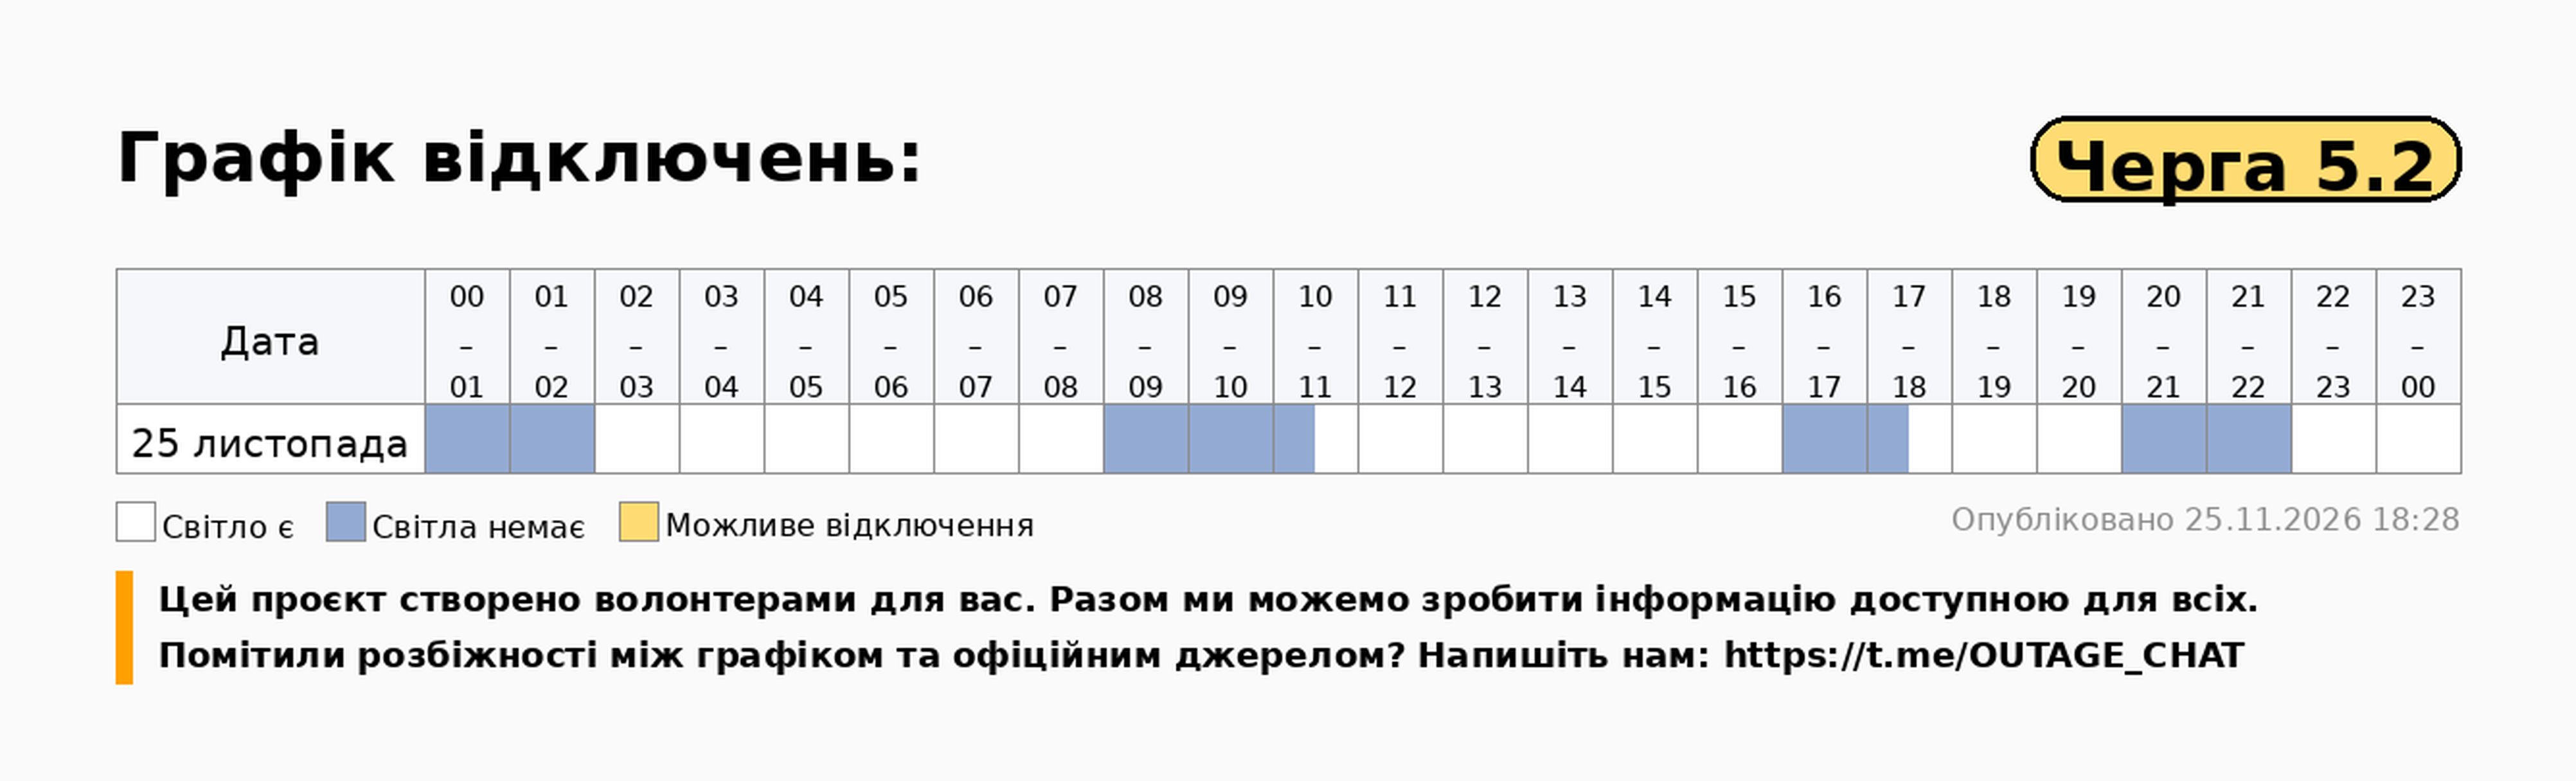 Графік відключень:
Черга 5.2
Дата
00 – 01
01 – 02
02 – 03
03 – 04
04 – 05
05 – 06
06 – 07
07 – 08
08 – 09
09 – 10
10 – 11
11 – 12
12 – 13
13 – 14
14 – 15
15 – 16
16 – 17
17 – 18
18 – 19
19 – 20
20 – 21
21 – 22
22 – 23
23 – 00
25 листопада
Світло є
Світла немає
Можливе відключення
Опубліковано 25.11.2026 18:28
Цей проєкт створено волонтерами для вас. Разом ми можемо зробити інформацію доступною для всіх.
Помітили розбіжності між графіком та офіційним джерелом? Напишіть нам: https://t.me/OUTAGE_CHAT